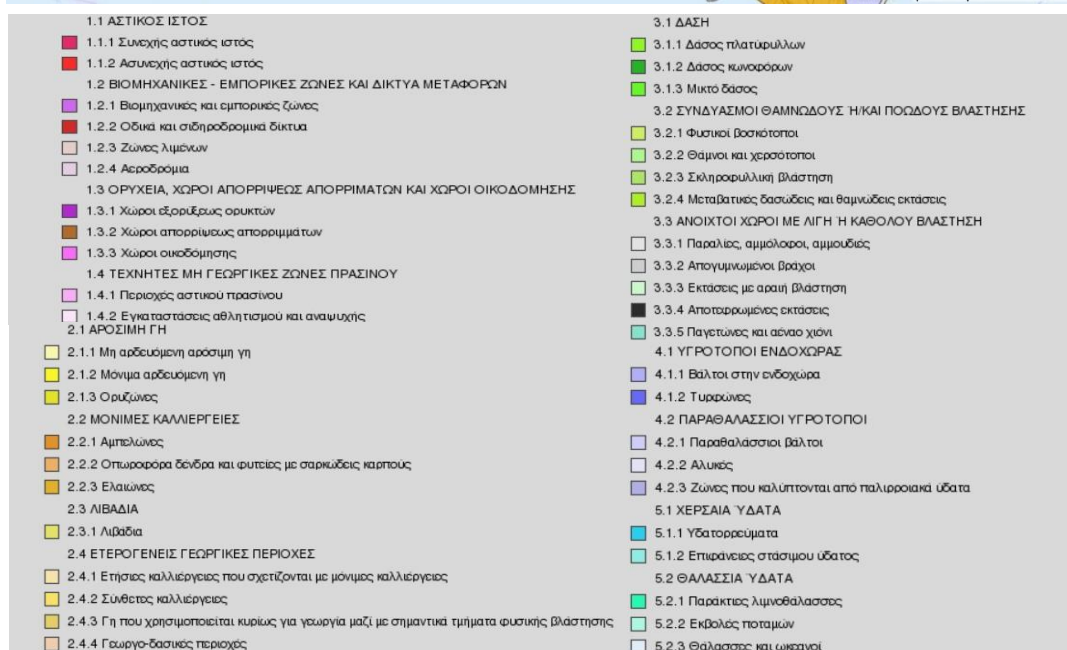 1.1 ΑΣΤΙΚΟΣ ΙΣΤΟΣ
1.1.1 Συνεχής αστικός ιστός
1.1.2 Ασυνεχής αστικός ιστός
1.2 ΒΙΟΜΗΧΑΝΙΚΕΣ - ΕΜΠΟΡΙΚΕΣ ΖΩΝΕΣ ΚΑΙ ΔΙΚΤΥΑ ΜΕΤΑΦΟΡΩΝ
1.2.1 Βιομηχανικές και εμπορικές ζώνες
1.2.2 Οδικά και σιδηροδρομικά δίκτυα
1.2.3 Ζώνες λιμένων
1.2.4 Αεροδρόμια
1.3 ΟΡΥΧΕΙΑ, ΧΩΡΟΙ ΑΠΟΡΡΙΨΕΩΣ ΑΠΟΡΡΙΜΑΤΩΝ ΚΑΙ ΧΩΡΟΙ ΟΙΚΟΔΟΜΗΣΗΣ
1.3.1 Χώροι εξορύξεως ορυκτών
1.3.2 Χώροι απορρίψεως απορριμμάτων
1.3.3 Χώροι οικοδόμησης
1.4 ΤΕΧΝΗΤΕΣ ΜΗ ΓΕΩΡΓΙΚΕΣ ΖΩΝΕΣ ΠΡΑΣΙΝΟΥ
1.4.1 Περιοχές αστικού πρασίνου
1.4.2 Εγκαταστάσεις αθλητισμού και αναψυχής
2.1 ΑΡΟΣΙΜΗ ΓΗ
2.1.1 Μη αρδευόμενη αρόσιμη γη
2.1.2 Μόνιμα αρδευόμενη γη
2.1.3 Ορυζώνες
2.2 ΜΟΝΙΜΕΣ ΚΑΛΛΙΕΡΓΕΙΕΣ
2.2.1 Αμπελώνες
2.2.2 Οπωροφόρα δένδρα και φυτείες με σαρκώδεις καρπούς
2.2.3 Ελαιώνες
2.3 ΛΙΒΑΔΙΑ
2.3.1 Λιβάδια
2.4 ΕΤΕΡΟΓΕΝΕΙΣ ΓΕΩΡΓΙΚΕΣ ΠΕΡΙΟΧΕΣ
2.4.1 Ετήσιες καλλιέργειες που σχετίζονται με μόνιμες καλλιέργειες
2.4.2 Σύνθετες καλλιέργειες
2.4.3 Γη που χρησιμοποιείται κυρίως για γεωργία μαζί με σημαντικά τμήματα φυσικής βλάστησης
2.4.4 Γεωργο-δασικές περιοχές
3.1 ΔΑΣΗ
3.1.1 Δάσος πλατύφυλλων
3.1.2 Δάσος κωνοφόρων
3.1.3 Μικτό δάσος
3.2 ΣΥΝΔΥΑΣΜΟΙ ΘΑΜΝΩΔΟΥΣ Ή/ΚΑΙ ΠΟΩΔΟΥΣ ΒΛΑΣΤΗΣΗΣ
3.2.1 Φυσικοί βοσκότοποι
3.2.2 Θάμνοι και χερσότοποι
3.2.3 Σκληροφυλλική βλάστηση
3.2.4 Μεταβατικές δασώδεις και θαμνώδεις εκτάσεις
3.3 ΑΝΟΙΧΤΟΙ ΧΩΡΟΙ ΜΕ ΛΙΓΗ Ή ΚΑΘΟΛΟΥ ΒΛΑΣΤΗΣΗ
3.3.1 Παραλίες, αμμόλοφοι, αμμουδιές
3.3.2 Απογυμνωμένοι βράχοι
3.3.3 Εκτάσεις με αραιή βλάστηση
3.3.4 Αποτεφρωμένες εκτάσεις
3.3.5 Παγετώνες και αέναο χιόνι
4.1 ΥΓΡΟΤΟΠΟΙ ΕΝΔΟΧΩΡΑΣ
4.1.1 Βάλτοι στην ενδοχώρα
4.1.2 Τυρφώνες
4.2 ΠΑΡΑΘΑΛΑΣΣΙΟΙ ΥΓΡΟΤΟΠΟΙ
4.2.1 Παραθαλάσσιοι βάλτοι
4.2.2 Αλυκές
4.2.3 Ζώνες που καλύπτονται από παλιρροιακά ύδατα
5.1 ΧΕΡΣΑΙΑ ΎΔΑΤΑ
5.1.1 Υδατορρεύματα
5.1.2 Επιφάνειες στάσιμου ύδατος
5.2 ΘΑΛΑΣΣΙΑ ΎΔΑΤΑ
5.2.1 Παράκτιες λιμνοθάλασσες
5.2.2 Εκβολές ποταμών
5.2.3 Θάλασσες και ωκεανοί